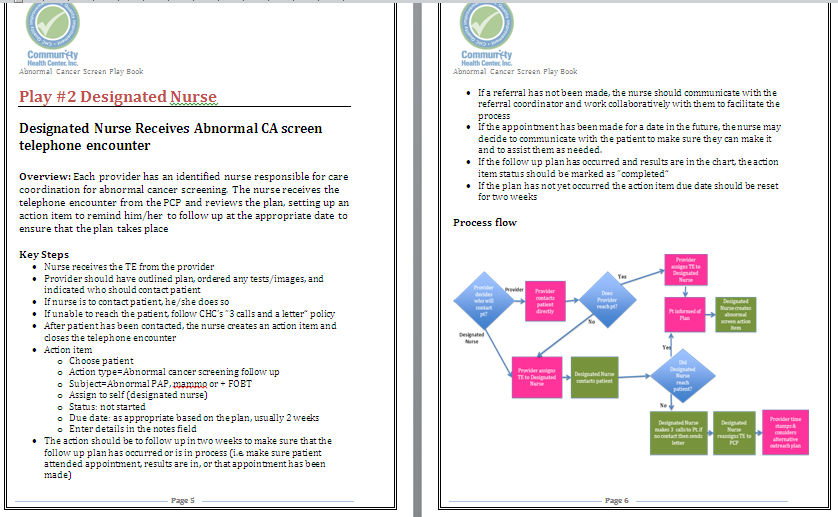 Community
Health Center, Inc.
Abnormal Cancer Screen Play Book
Play #2 Designated Nurse
Designated Nurse Receives Abnormal CA screen
telephone encounter
Overview: Each provider has an identified nurse responsible for care
coordination for abnormal cancer screening. The nurse receives the
telephone encounter from the PCP and reviews the plan, setting up an
action item to remind him/her to follow up at the appropriate date to
ensure that the plan takes place
Key Steps
• Nurse receives the TE from the provider
• Provider should have outlined plan, ordered any tests/images, and
indicated who should contact patient
• If nurse is to contact patient, he/she does so
• If unable to reach the patient, follow CHC's "3 calls and a letter" policy
• After patient has been contacted, the nurse creates an action item and
closes the telephone encounter
• Action item
o Choose patient
o Action type=Abnormal cancer screening follow up
o Subject=Abnormal PAP, mammo or + FOBT
o Assign to self (designated nurse)
o Status: not started
o Due date: as appropriate based on the plan, usually 2 weeks
o Enter details in the notes field
• The action should be to follow up in two weeks to make sure that the
follow up plan has occurred or is in process (i.e. make sure patient
attended appointment, results are in, or that appointment has been
made)
Page 5
Community
Health Center, Inc.
Abnormal Cancer Screen Play Book
• If a referral has not been made, the nurse should communicate with the
referral coordinator and work collaboratively with them to facilitate the
process
• If the appointment has been made for a date in the future, the nurse may
decide to communicate with the patient to make sure they can make it
and to assist them as needed.
• If the follow up plan has occurred and results are in the chart, the action
item status should be marked as "completed"
• If the plan has not yet occurred the action item due date should be reset
for two weeks
Process flow
Provider
decides
who will
contact
pt?
Provider
Provider
contacts
patient
directly
Does
Provider
reach pt?
Yes
Provider
assigns TE to
Designated
Nurse
Pt informed of
Plan
Designated
Nurse creates
abnormal
screen action
item
No
Designated
Nurse
Provider assigns
TE to Designated
Nurse
Designated Nurse
contacts patient
Yes
Did
Designated
Nurse
reach
patient?
No
Designated Nurse
makes 3 calls to Pt, if
no contact then sends
letter
Designated
Nurse
reassigns TE to
PCP
Provider time
stamps &
considers
alternative
outreach plan
Page 6